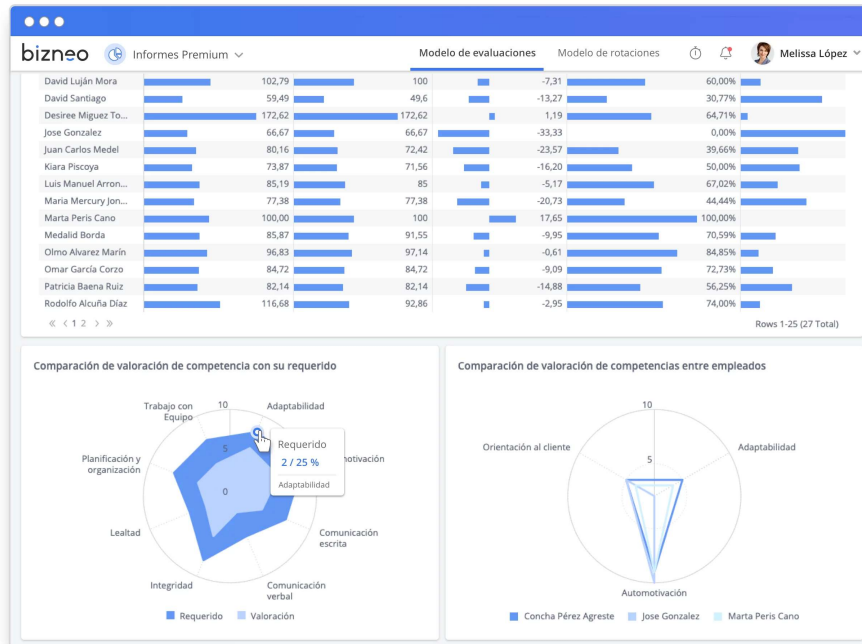 bizneo Informes Premium Modelo de evaluaciones Modelo de rotaciones Melissa López
David Luján Mora 102,79 100 -7,31 60,00%
David Santiago 59,49 49,6 -13,27 30,77%
Desiree Miguez To... 172,62 172,62 1,19 64,71%
Jose Gonzalez 66,67 66,67 -33,33 0,00%
Juan Carlos Medel 80,16 72,42 -23,57 39,66%
Kiara Piscoya 73,87 71,56 -16,20 50,00%
Luis Manuel Arron... 85,19 85 -5,17 67,02%
Maria Mercury Jon... 77,38 77,38 -20,73 44,44%
Marta Peris Cano 100,00 100 17,65 100,00%
Medalid Borda 85,87 91,55 -9,95 70,59%
Olmo Alvarez Marín 96,83 97,14 -0,61 84,85%
Omar García Corzo 84,72 84,72 -9,09 72,73%
Patricia Baena Ruiz 82,14 82,14 -14,88 56,25%
Rodolfo Alcuña Díaz 116,68 92,86 -2,95 74,00%
« < 1 2 > » Rows 1-25 (27 Total)
Comparación de valoración de competencia con su requerido
Trabajo con
Equipo
10
Adaptabilidad
5
0
Requerido
2 / 25 %
Adaptabilidad
Planificación y
organización
Lealtad
Comunicación
escrita
Integridad
Comunicación
verbal
Requerido Valoración
Comparación de valoración de competencias entre empleados
10
Orientación al cliente
Adaptabilidad
5
Automotivación
Concha Pérez Agreste Jose Gonzalez Marta Peris Cano